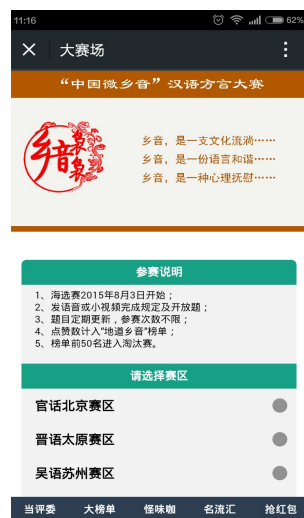 11:16
62%
大赛场
“中国微乡音”汉语方言大赛
乡音袅袅
乡音，是一支文化流淌……
乡音，是一份语言和谐……
乡音，是一种心理抚慰……
参赛说明
1、海选赛2015年8月3日开始；
2、发语音或小视频完成规定及开放题；
3、题目定期更新，参赛次数不限；
4、点赞数计入“地道乡音”榜单；
5、榜单前50名进入淘汰赛。
请选择赛区
官话北京赛区
晋语太原赛区
吴语苏州赛区
当评委 大榜单 怪味咖 名流汇 抢红包